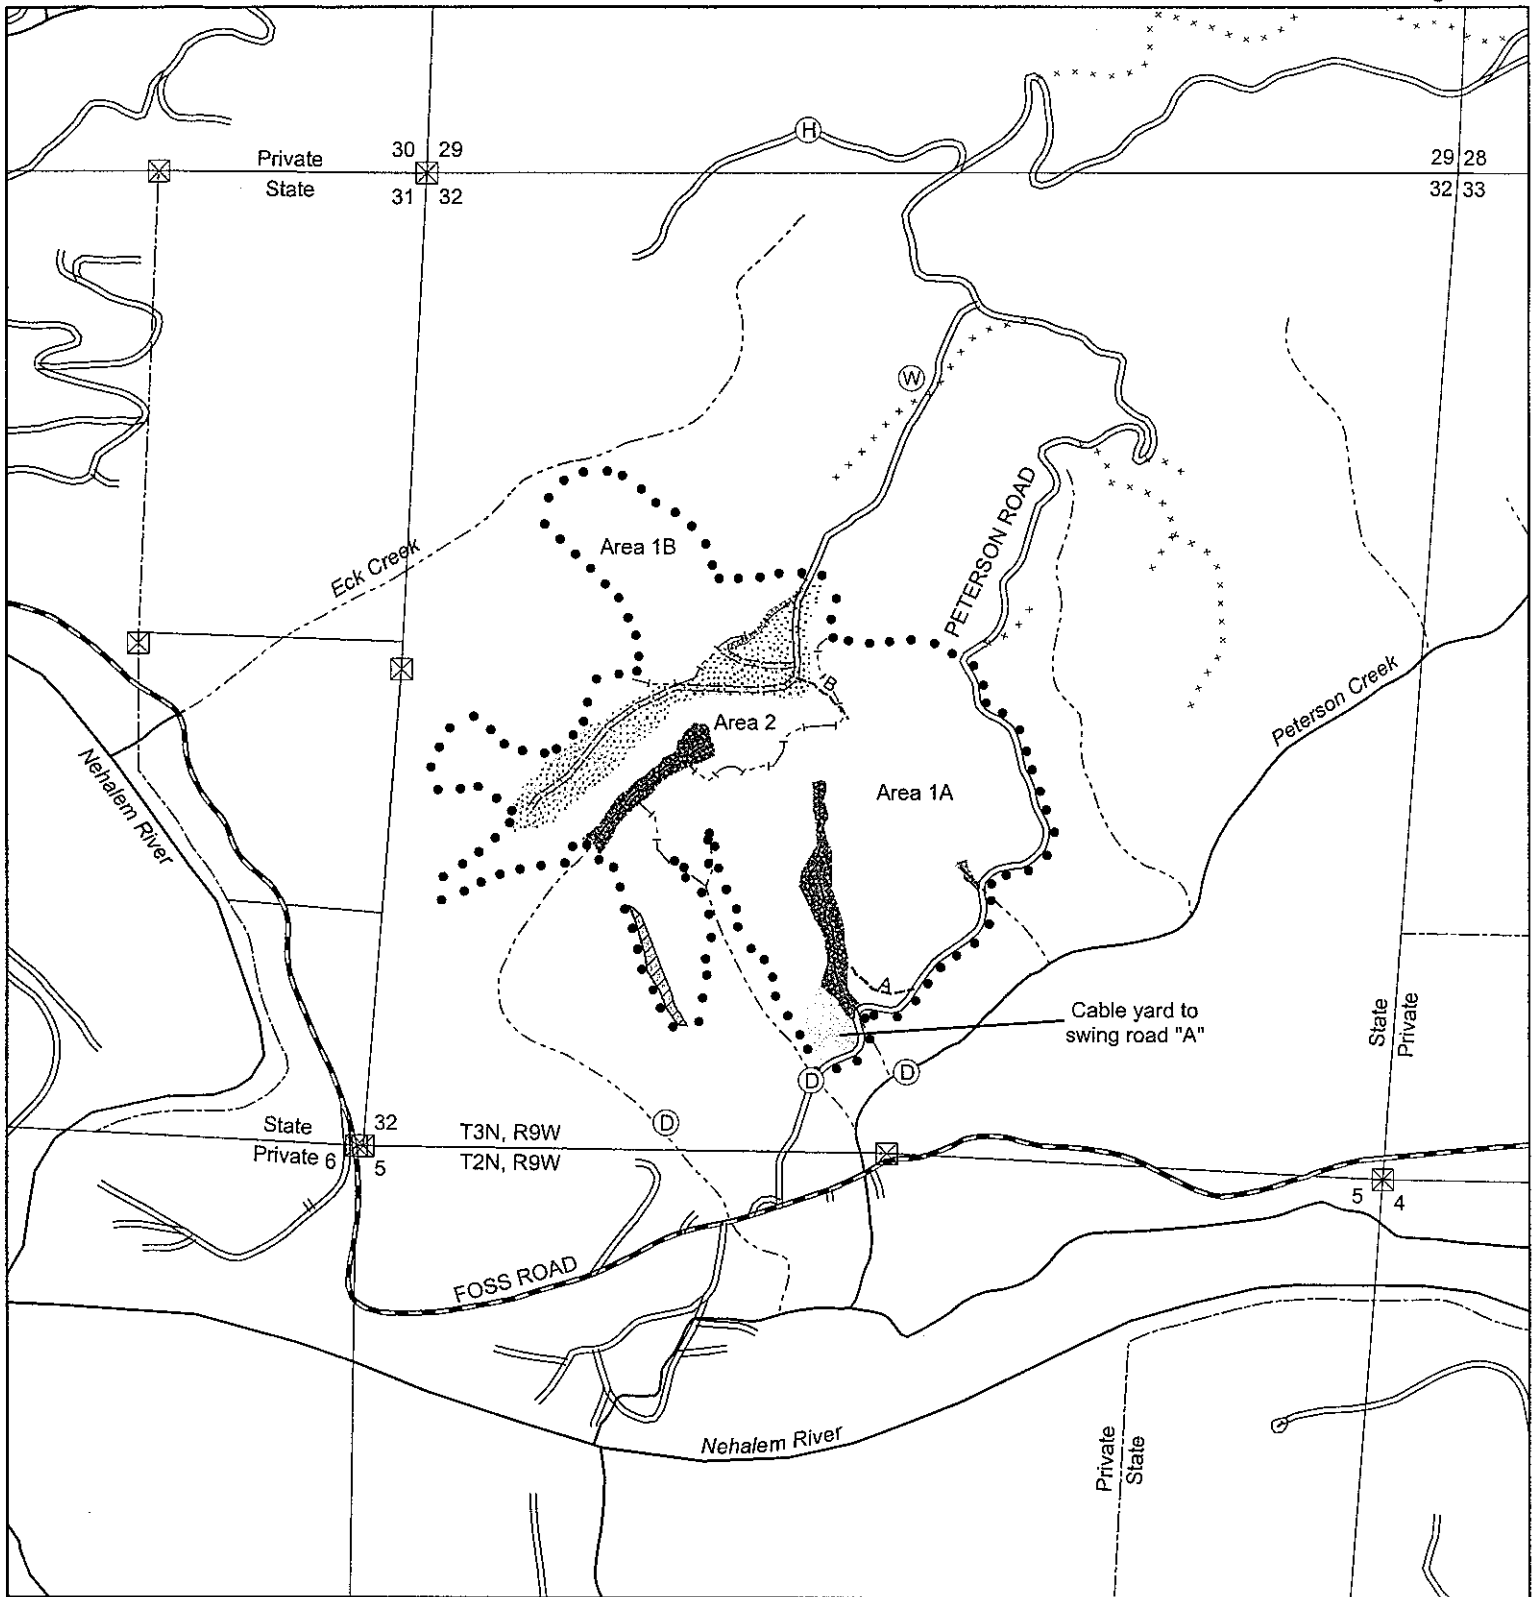 H
Private
30 29
29 28
State
31 32
32 33
W
PETERSON ROAD
Area 1B
Eck Creek
B
Peterson Creek
Area 2
Nehalem River
Area 1A
A
Cable yard to
swing road "A"
State
Private
D
D
D
State
32
T3N, R9W
Private
6
5
T2N, R9W
5
4
FOSS ROAD
Nehalem River
Private
State